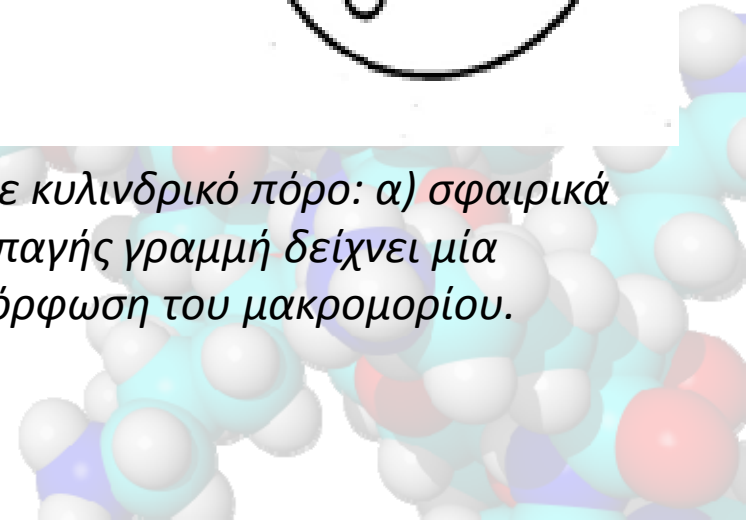 ε κυλινδρικό πόρο: α) σφαιρικά
παγής γραμμή δείχνει μία
όρφωση του μακρομορίου.